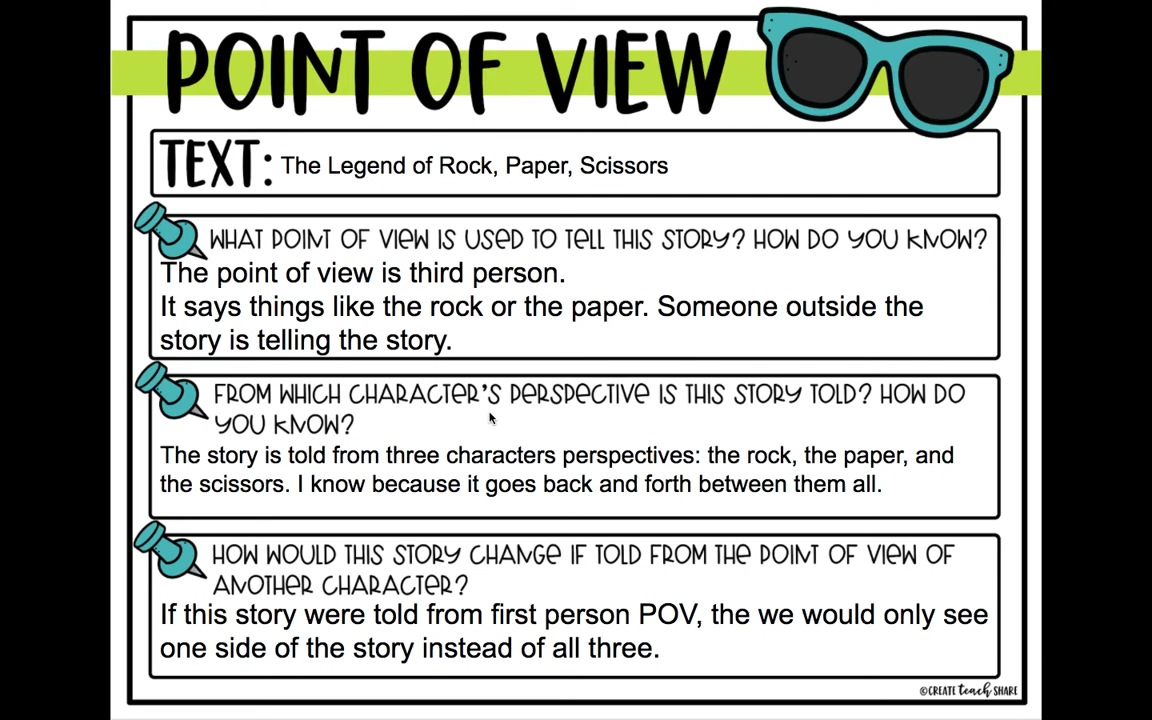 POINT OF VIEW
TEXT: The Legend of Rock, Paper, Scissors
WHAT POINT OF VIEW IS USED TO TELL THIS STORY? HOW DO YOU KNOW?
The point of view is third person.
It says things like the rock or the paper. Someone outside the
story is telling the story.
FROM WHICH CHARACTER'S PERSPECTIVE IS THIS STORY TOLD? HOW DO
YOU KNOW?
The story is told from three characters perspectives: the rock, the paper, and
the scissors. I know because it goes back and forth between them all.
HOW WOULD THIS STORY CHANGE IF TOLD FROM THE POINT OF VIEW OF
ANOTHER CHARACTER?
If this story were told from first person POV, the we would only see
one side of the story instead of all three.
©CREATE teach SHARE